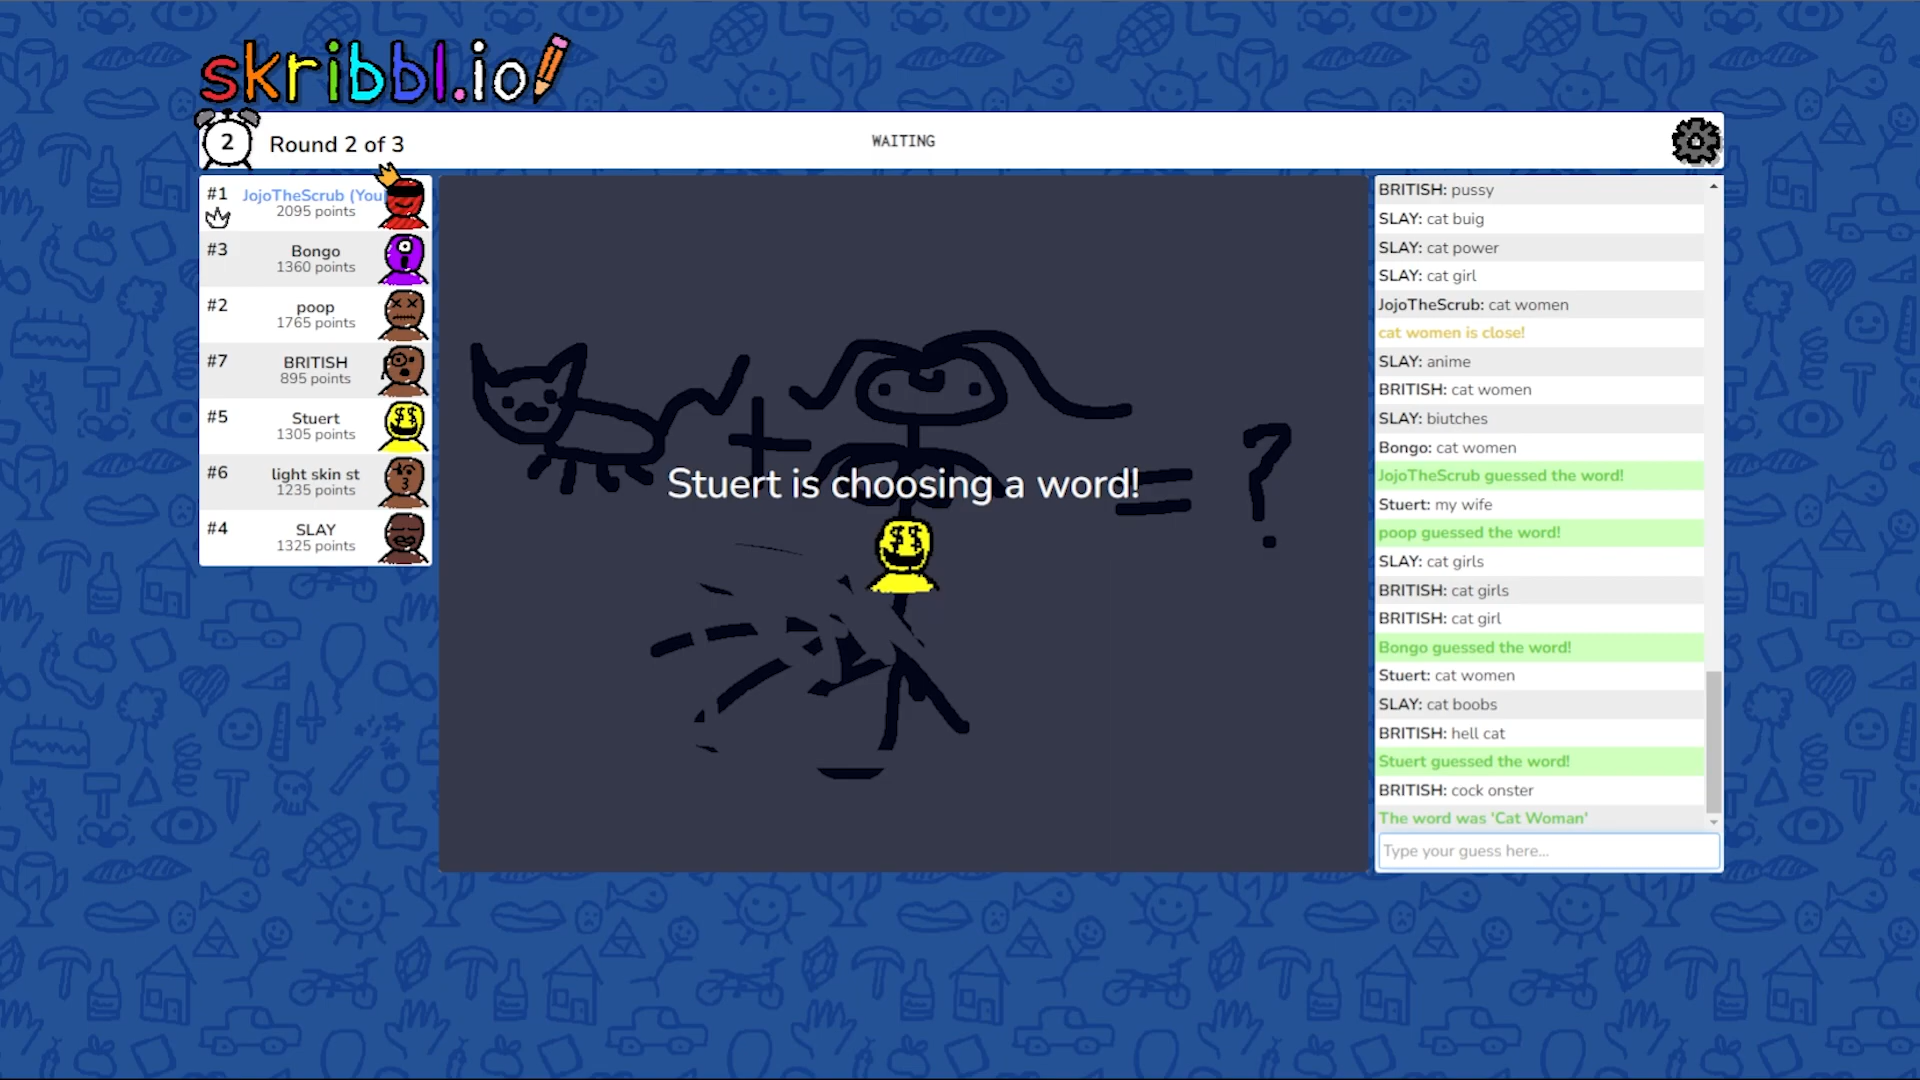 skribbl.io
2
Round 2 of 3
WAITING
#1
JojoTheScrub (You
2095 points
#3
Bongo
1360 points
#2
poop
1765 points
#7
BRITISH
895 points
#5
Stuert
1305 points
#6
light skin st
1235 points
#4
SLAY
1325 points
+
= ?
Stuert is choosing a word!
BRITISH: pussy
SLAY: cat buig
SLAY: cat power
SLAY: cat girl
JojoTheScrub: cat women
cat women is close!
SLAY: anime
BRITISH: cat women
SLAY: biutches
Bongo: cat women
JojoTheScrub guessed the word!
Stuert: my wife
poop guessed the word!
SLAY: cat girls
BRITISH: cat girls
BRITISH: cat girl
Bongo guessed the word!
Stuert: cat women
SLAY: cat boobs
BRITISH: hell cat
Stuert guessed the word!
BRITISH: cock onster
The word was 'Cat Woman'
Type your guess here...